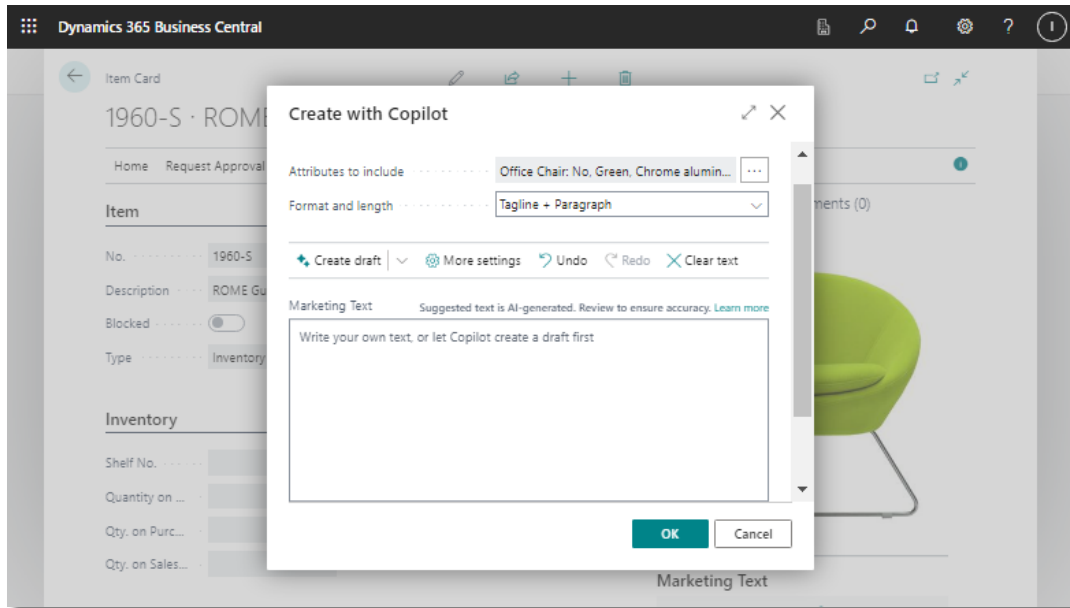 Dynamics 365 Business Central
Item Card
1960-S · ROME
Home Request Approval
Item
No. 1960-S
Description ROME Gu
Blocked
Type Inventory
Inventory
Shelf No.
Quantity on ...
Qty. on Purc...
Qty. on Sales...
Create with Copilot
Attributes to include Office Chair: No, Green, Chrome alumin... ...
Format and length Tagline + Paragraph
Create draft More settings Undo Redo Clear text
Marketing Text Suggested text is AI-generated. Review to ensure accuracy. Learn more
Write your own text, or let Copilot create a draft first
OK Cancel
(0)
Marketing Text